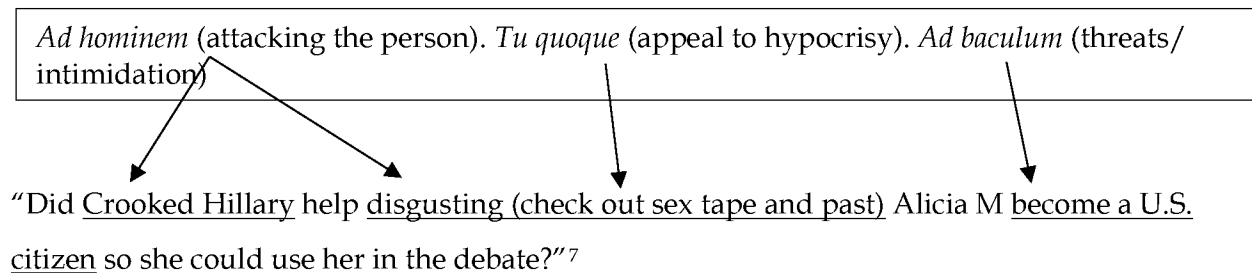 Ad hominem (attacking the person). Tu quoque (appeal to hypocrisy). Ad baculum (threats/
intimidation)
“Did Crooked Hillary help disgusting (check out sex tape and past) Alicia M become a U.S.
citizen so she could use her in the debate?”⁷